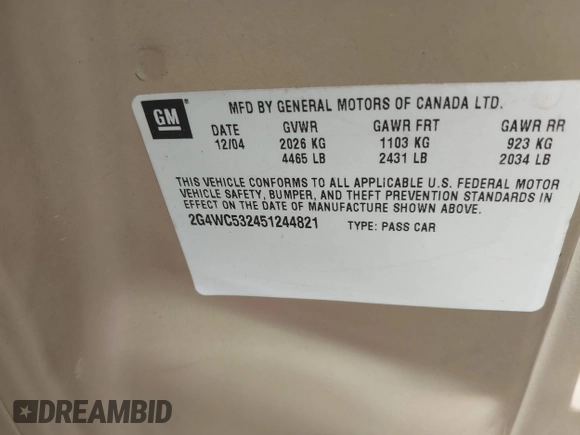 GM
MFD BY GENERAL MOTORS OF CANADA LTD.
DATE GVWR GAWR FRT GAWR RR
12/04 2026 KG 1103 KG 923 KG
4465 LB 2431 LB 2034 LB
THIS VEHICLE CONFORMS TO ALL APPLICABLE U.S. FEDERAL MOTOR
VEHICLE SAFETY, BUMPER, AND THEFT PREVENTION STANDARDS IN
EFFECT ON THE DATE OF MANUFACTURE SHOWN ABOVE.
2G4WC532451244821 TYPE: PASS CAR
DREAMBID